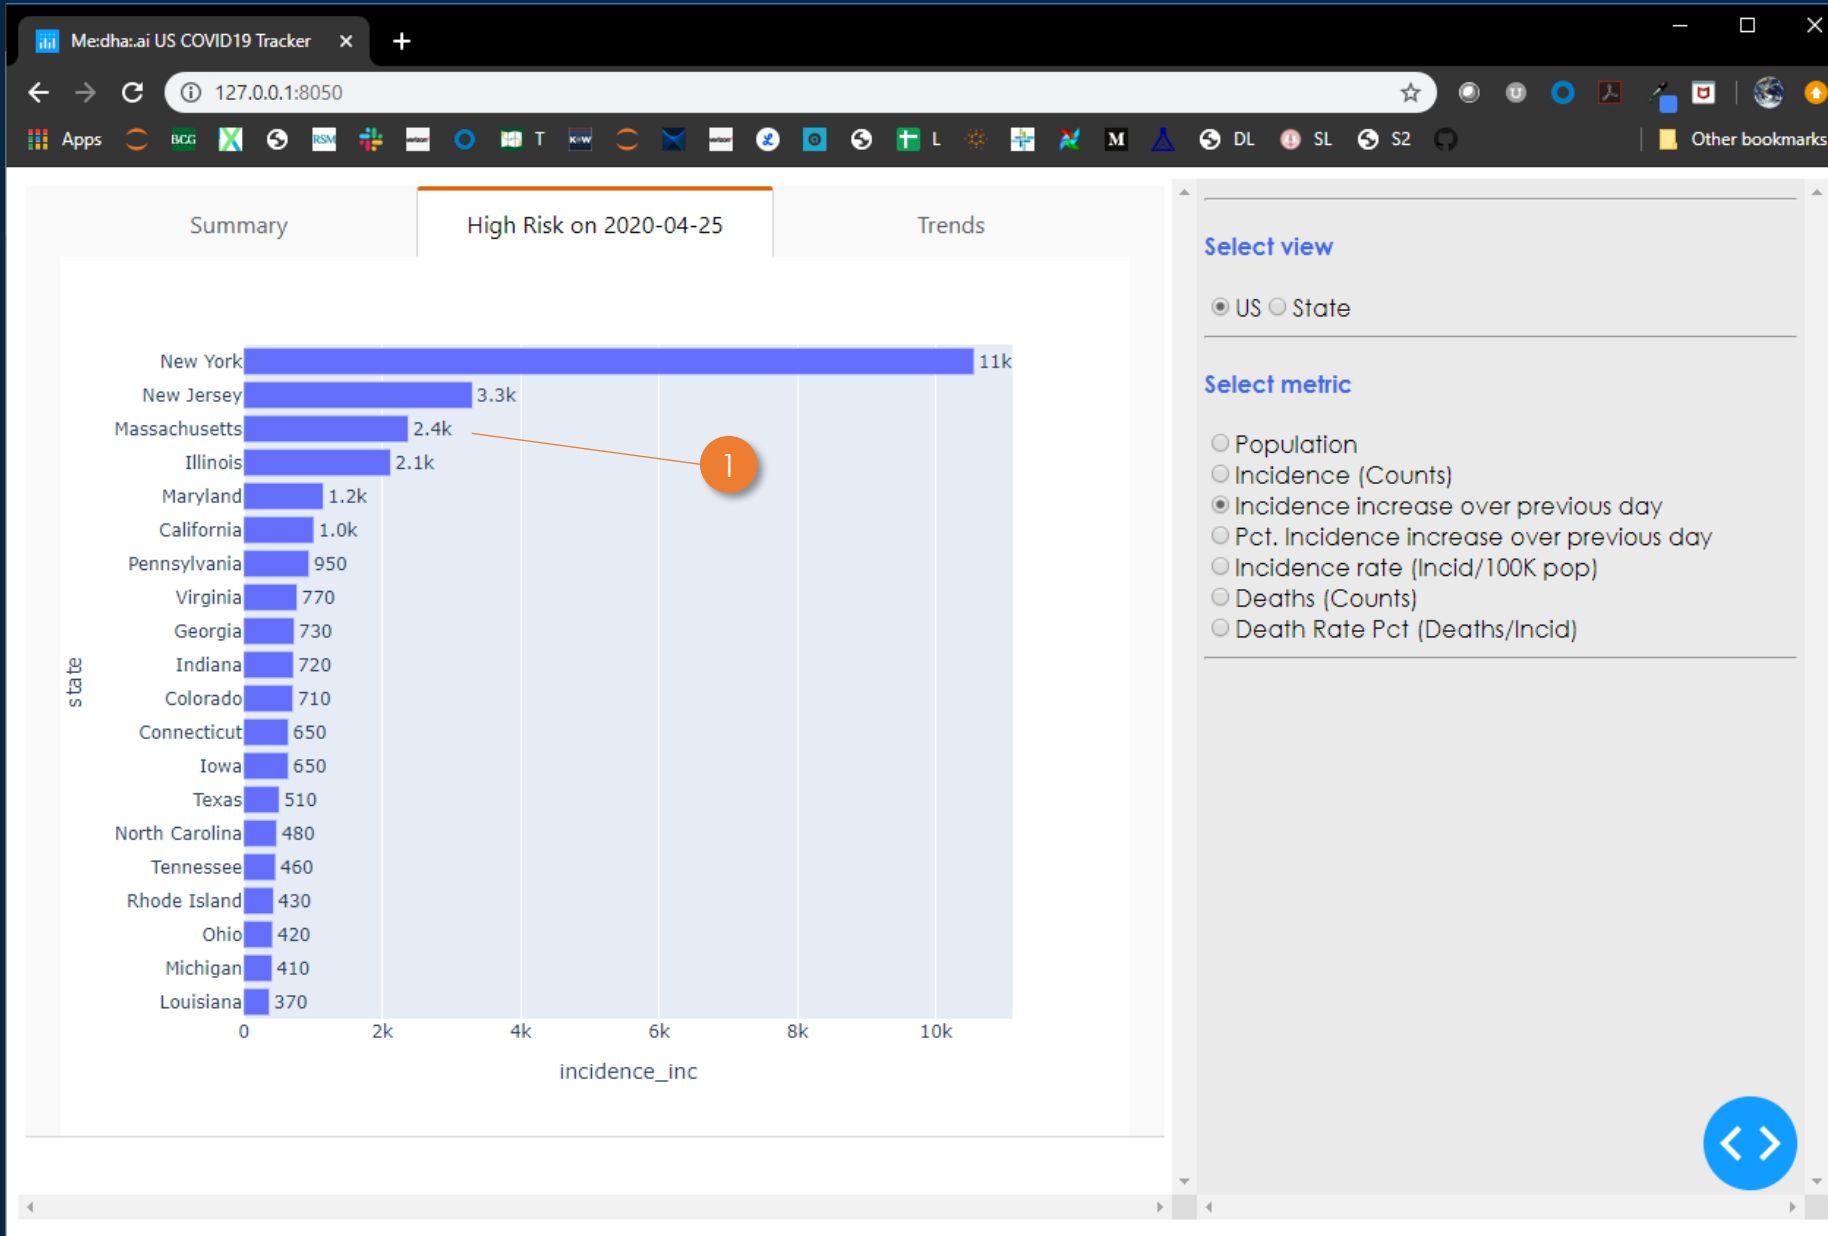 Me:dha:.ai US COVID19 Tracker
127.0.0.1:8050
Apps BCG RSM verizon T K=W verizon L M DL SL S2 Other bookmarks
Summary
High Risk on 2020-04-25
Trends
New York 11k
New Jersey 3.3k
Massachusetts 2.4k
1
Illinois 2.1k
Maryland 1.2k
California 1.0k
Pennsylvania 950
Virginia 770
Georgia 730
Indiana 720
Colorado 710
Connecticut 650
Iowa 650
Texas 510
North Carolina 480
Tennessee 460
Rhode Island 430
Ohio 420
Michigan 410
Louisiana 370
state
0 2k 4k 6k 8k 10k
incidence_inc
Select view
US State
Select metric
Population
Incidence (Counts)
Incidence increase over previous day
Pct. Incidence increase over previous day
Incidence rate (Incid/100K pop)
Deaths (Counts)
Death Rate Pct (Deaths/Incid)